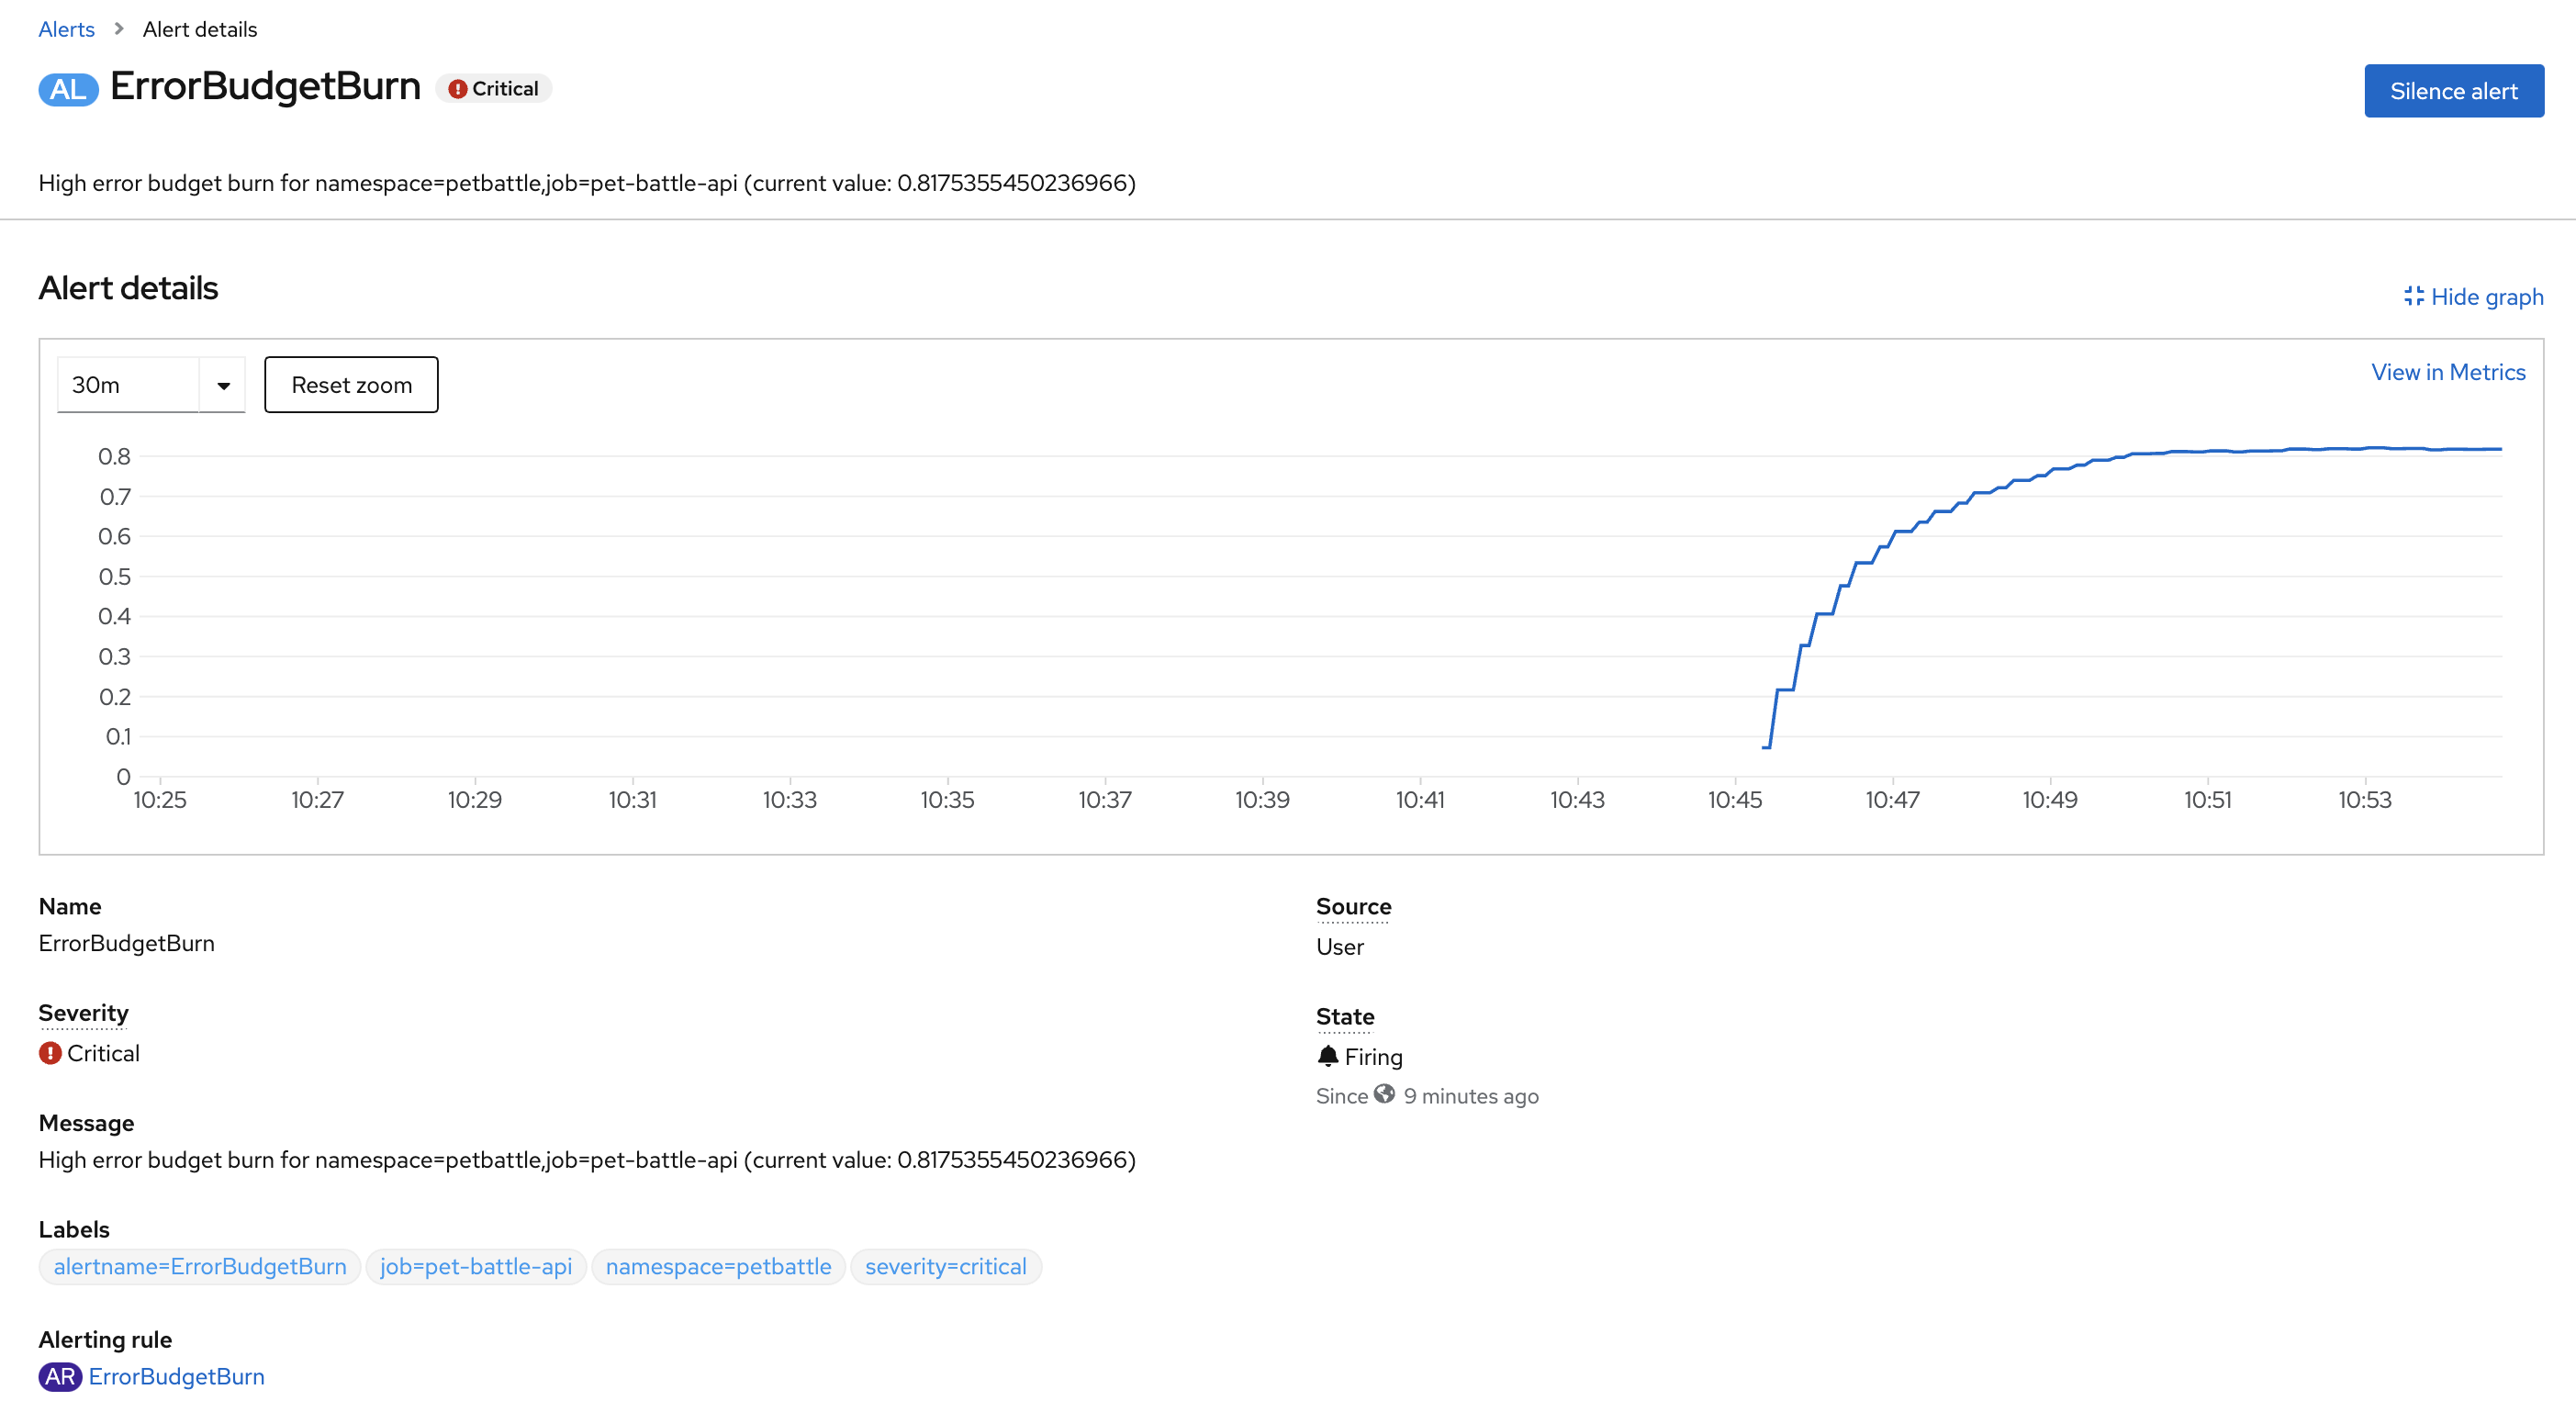 Alerts > Alert details
AL ErrorBudgetBurn Critical
Silence alert
High error budget burn for namespace=petbattle,job=pet-battle-api (current value: 0.8175355450236966)
Alert details
Hide graph
30m
Reset zoom
View in Metrics
0.8
0.7
0.6
0.5
0.4
0.3
0.2
0.1
0
10:25 10:27 10:29 10:31 10:33 10:35 10:37 10:39 10:41 10:43 10:45 10:47 10:49 10:51 10:53
Name
ErrorBudgetBurn
Severity
Critical
Message
High error budget burn for namespace=petbattle,job=pet-battle-api (current value: 0.8175355450236966)
Labels
alertname=ErrorBudgetBurn job=pet-battle-api namespace=petbattle severity=critical
Alerting rule
AR ErrorBudgetBurn
Source
User
State
Firing
Since 9 minutes ago